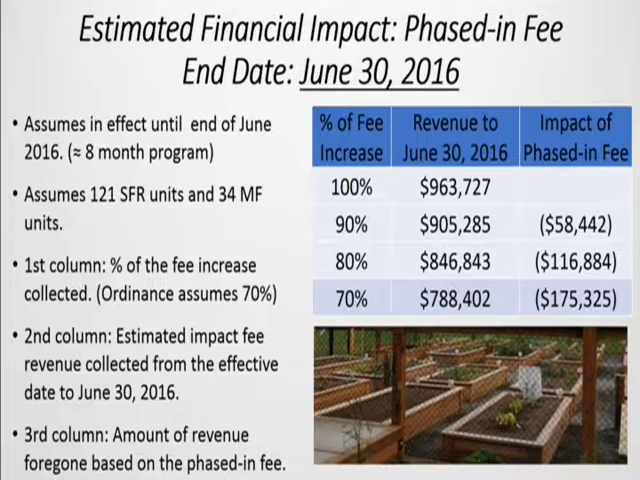 Estimated Financial Impact: Phased-in Fee
End Date: June 30, 2016
• Assumes in effect until end of June
2016. (≈ 8 month program)
• Assumes 121 SFR units and 34 MF
units.
• 1st column: % of the fee increase
collected. (Ordinance assumes 70%)
• 2nd column: Estimated impact fee
revenue collected from the effective
date to June 30, 2016.
• 3rd column: Amount of revenue
foregone based on the phased-in fee.
% of Fee Revenue to Impact of
Increase June 30, 2016 Phased-in Fee
100% $963,727
90% $905,285 ($58,442)
80% $846,843 ($116,884)
70% $788,402 ($175,325)